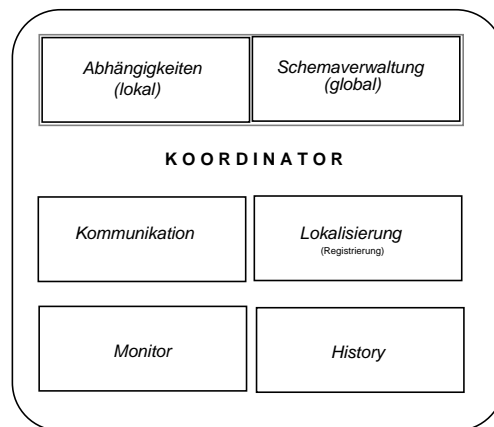 Abhängigkeiten
(lokal)
Schemaverwaltung
(global)
KOORDINATOR
Kommunikation
Lokalisierung
(Registrierung)
Monitor
History